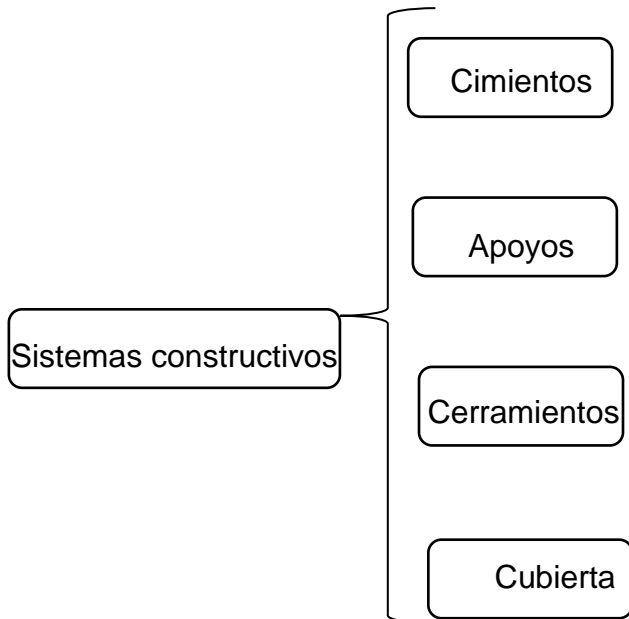 Cimientos
Apoyos
Sistemas constructivos
Cerramientos
Cubierta